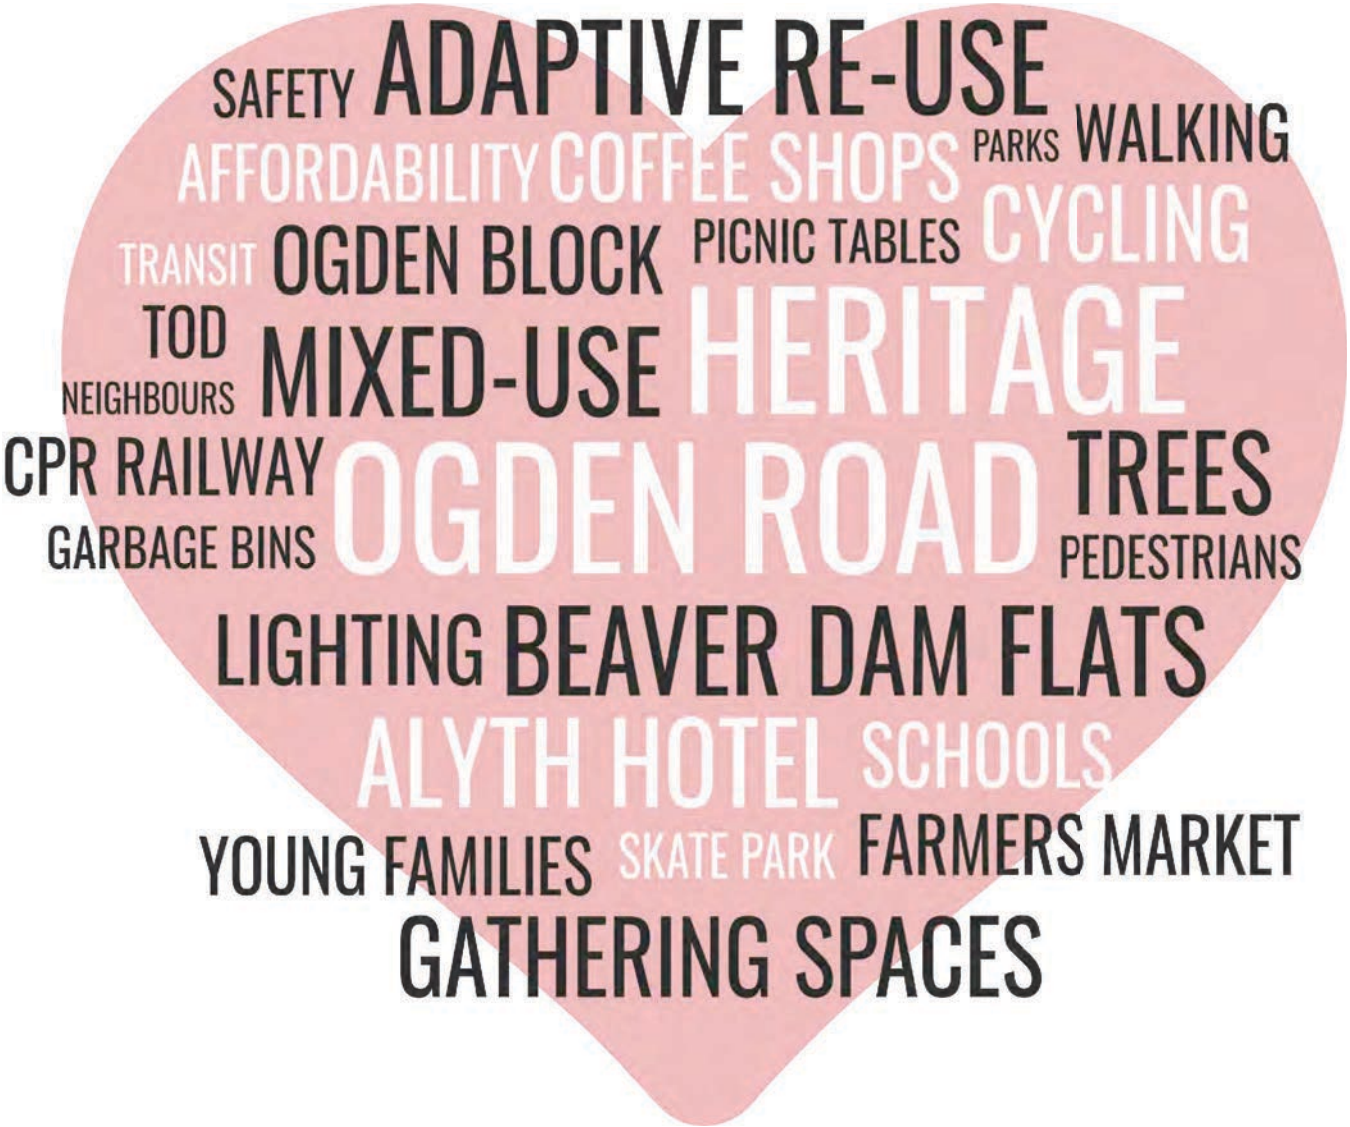 SAFETY ADAPTIVE RE-USE
AFFORDABILITY COFFEE SHOPS PARKS WALKING
TRANSIT OGDEN BLOCK PICNIC TABLES CYCLING
TOD
NEIGHBOURS MIXED-USE HERITAGE
CPR RAILWAY OGDEN ROAD TREES
GARBAGE BINS PEDESTRIANS
LIGHTING BEAVER DAM FLATS
ALYTH HOTEL SCHOOLS
YOUNG FAMILIES SKATE PARK FARMERS MARKET
GATHERING SPACES